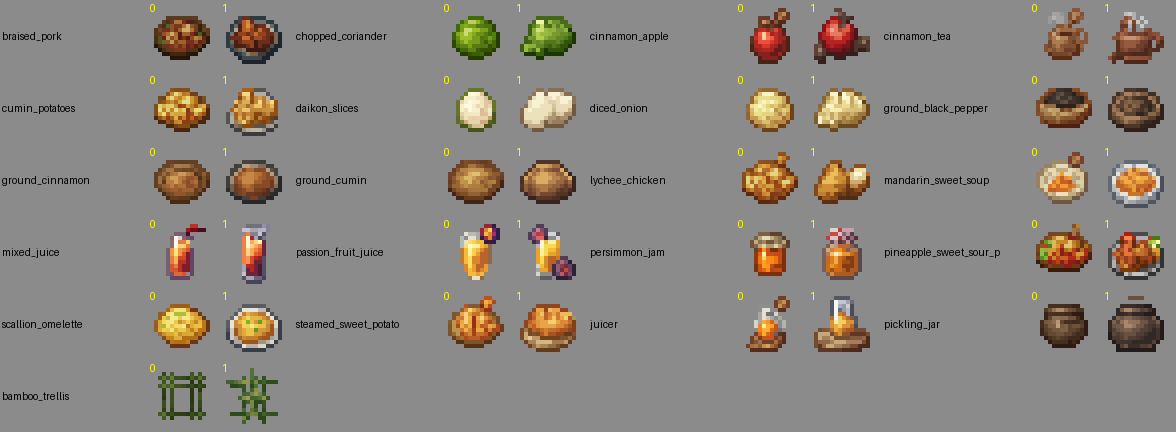 0 1 0 1 0 1 0 1
braised_pork chopped_coriander cinnamon_apple cinnamon_tea
0 1 0 1 0 1 0 1
cumin_potatoes daikon_slices diced_onion ground_black_pepper
0 1 0 1 0 1 0 1
ground_cinnamon ground_cumin lychee_chicken mandarin_sweet_soup
0 1 0 1 0 1 0 1
mixed_juice passion_fruit_juice persimmon_jam pineapple_sweet_sour_p
0 1 0 1 0 1 0 1
scallion_omelette steamed_sweet_potato juicer pickling_jar
0 1
bamboo_trellis